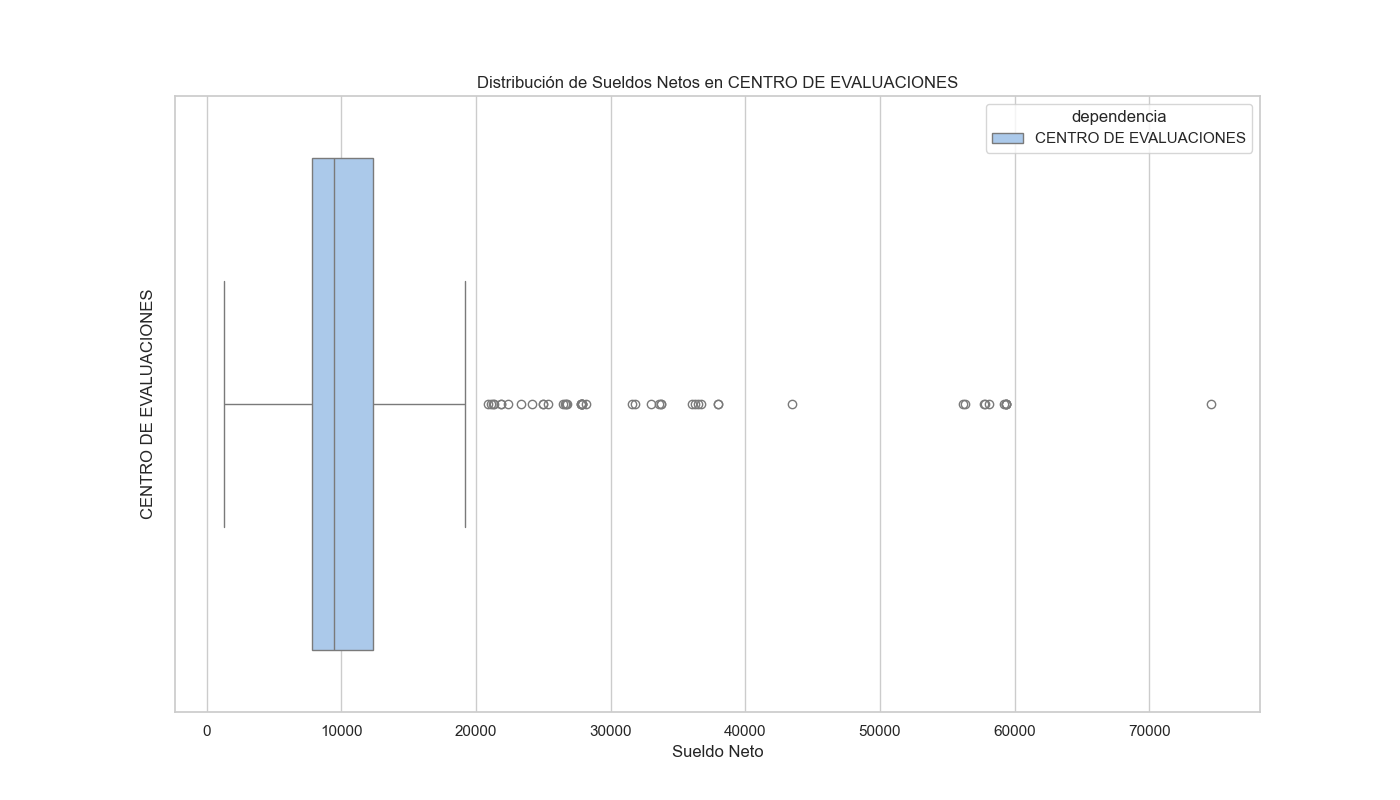 Distribución de Sueldos Netos en CENTRO DE EVALUACIONES
dependencia
CENTRO DE EVALUACIONES
CENTRO DE EVALUACIONES
0 10000 20000 30000 40000 50000 60000 70000
Sueldo Neto